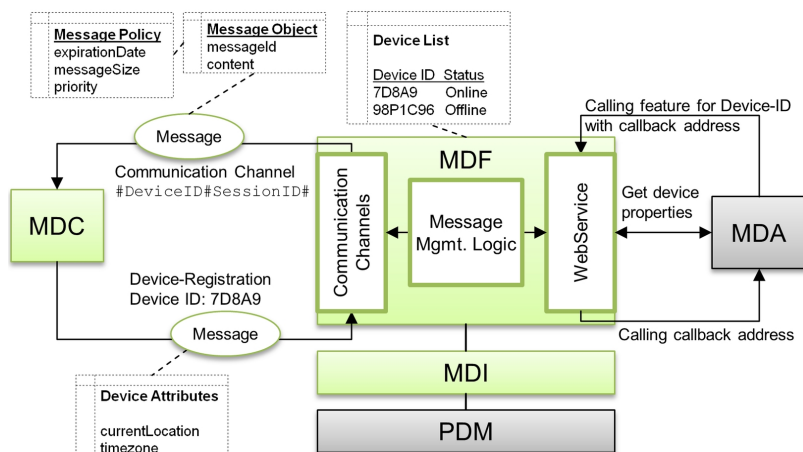 Message Policy
expirationDate
messageSize
priority
Message Object
messageId
content
Device List
Device ID Status
7D8A9 Online
98P1C96 Offline
Calling feature for Device-ID
with callback address
Message
Communication Channel
#DeviceID#SessionID#
MDF
MDC
Communication
Channels
Message
Mgmt. Logic
WebService
Get device
properties
MDA
Device-Registration
Device ID: 7D8A9
Message
Calling callback address
MDI
Device Attributes
currentLocation
timezone
PDM